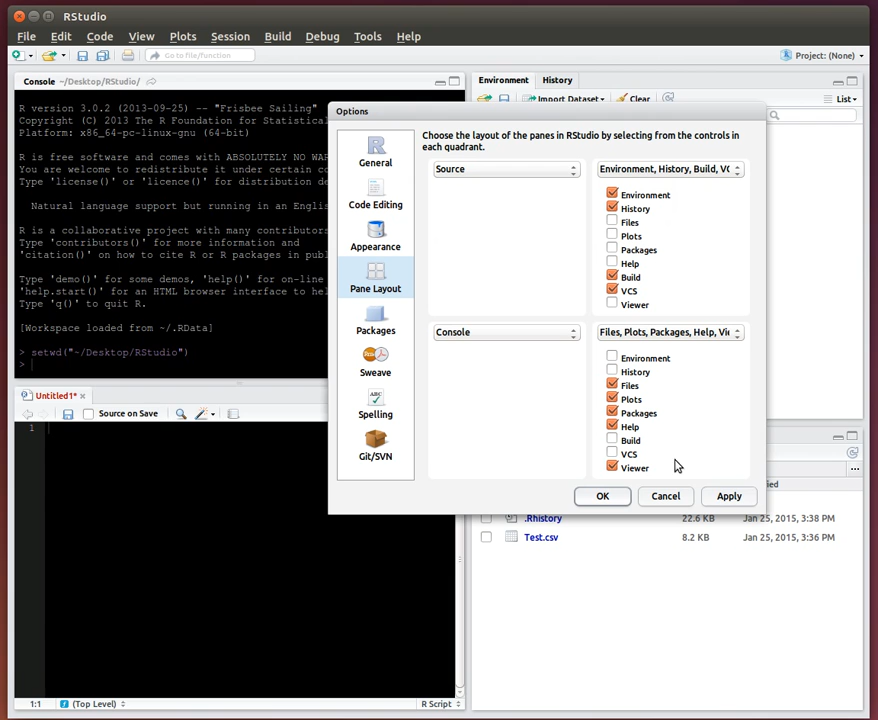 RStudio
File Edit Code View Plots Session Build Debug Tools Help
Go to file/function
Project: (None)
Console ~/Desktop/RStudio/
R version 3.0.2 (2013-09-25) -- "Frisbee Sailing"
Copyright (C) 2013 The R Foundation for Statistical
Platform: x86_64-pc-linux-gnu (64-bit)
R is free software and comes with ABSOLUTELY NO WAR
You are welcome to redistribute it under certain co
Type 'license()' or 'licence()' for distribution de
Natural language support but running in an Englis
R is a collaborative project with many contributors
Type 'contributors()' for more information and
'citation()' on how to cite R or R packages in publ
Type 'demo()' for some demos, 'help()' for on-line
'help.start()' for an HTML browser interface to hel
Type 'q()' to quit R.
[Workspace loaded from ~/.RData]
> setwd("~/Desktop/RStudio")
>
Untitled1*
Source on Save
1
1:1 (Top Level) R Script
Environment History
Import Dataset Clear
List
Options
General
Code Editing
Appearance
Pane Layout
Packages
Sweave
ABC
Spelling
Git/SVN
Choose the layout of the panes in RStudio by selecting from the controls in
each quadrant.
Source
Environment, History, Build, VC
Environment
History
Files
Plots
Packages
Help
Build
VCS
Viewer
Console
Files, Plots, Packages, Help, Vie
Environment
History
Files
Plots
Packages
Help
Build
VCS
Viewer
OK Cancel Apply
ied
.Rhistory 22.6 KB Jan 25, 2015, 3:38 PM
Test.csv 8.2 KB Jan 25, 2015, 3:36 PM